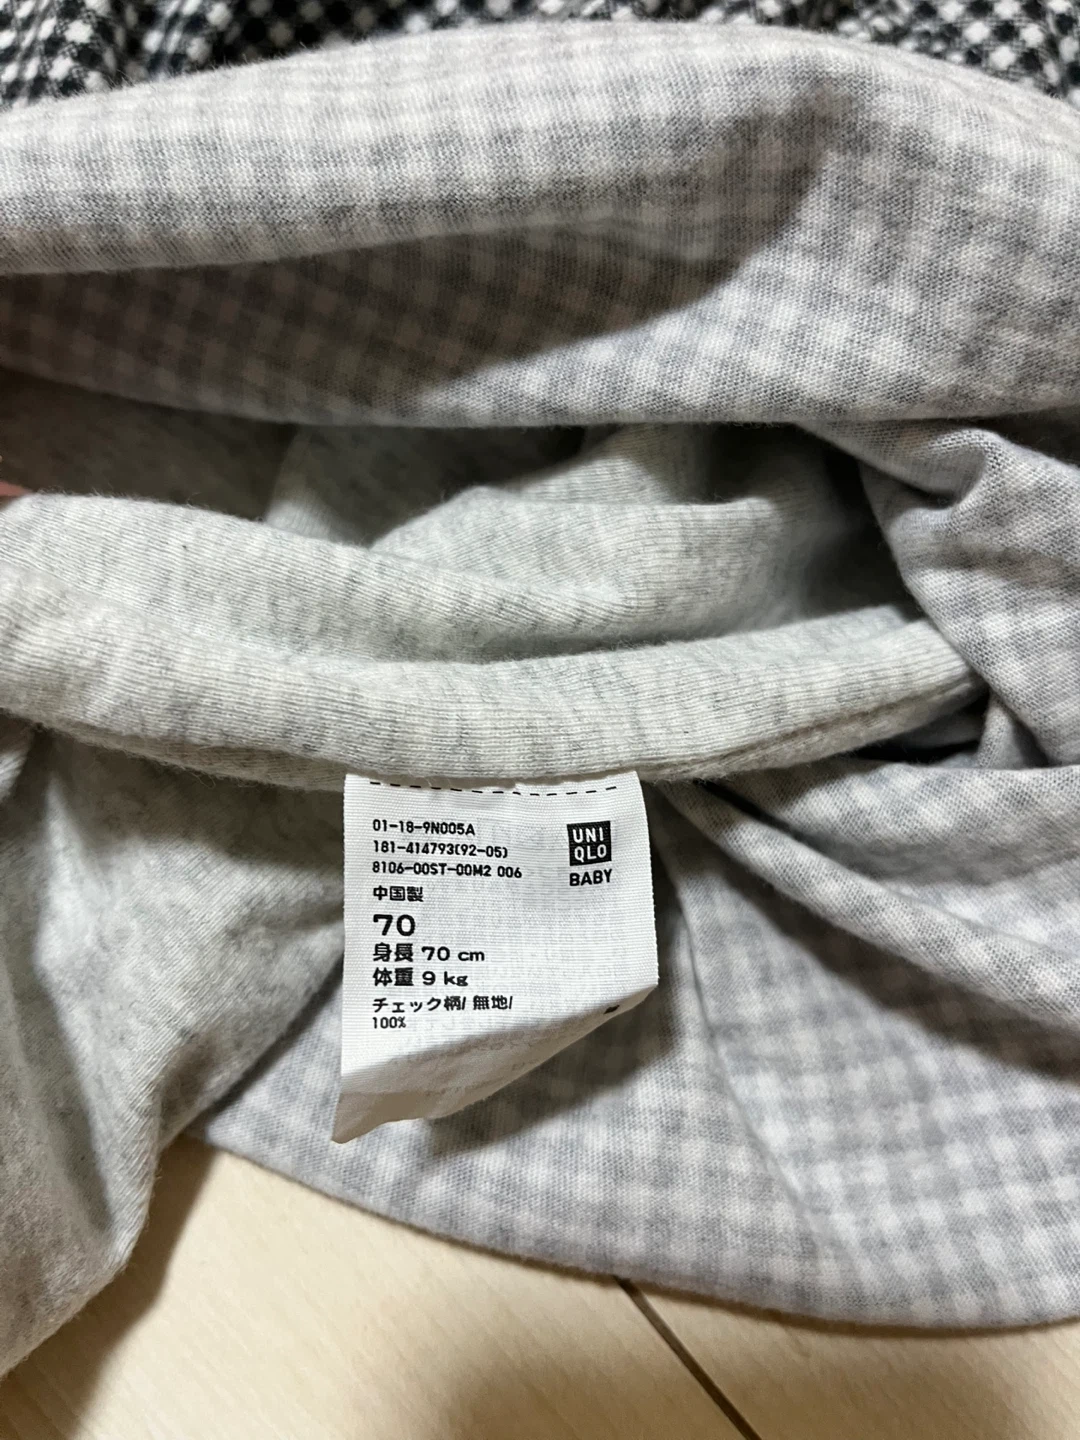 01-18-9N005A
181-414793(92-05)
8106-00ST-00M2 006
中国製
70
身長 70 cm
体重 9 kg
チェック柄/ 無地/
100%
UNI
QLO
BABY